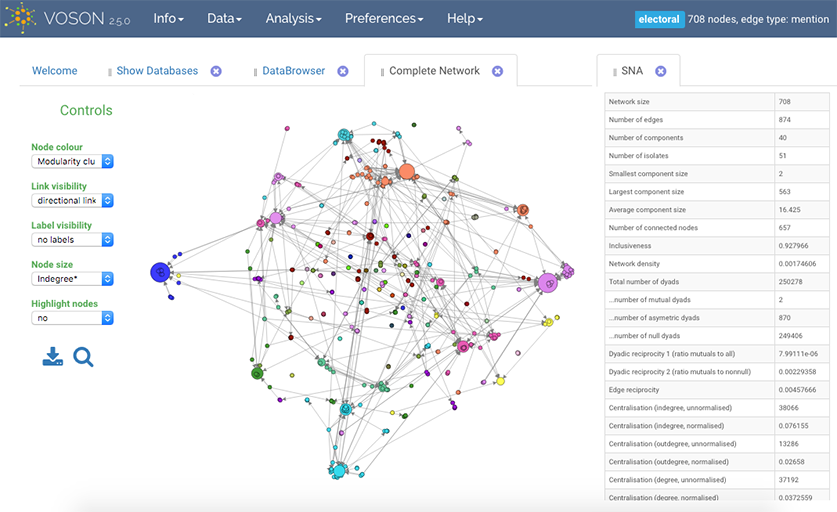 VOSON 2.5.0
Info
Data
Analysis
Preferences
Help
electoral 708 nodes, edge type: mention
Welcome
Show Databases
DataBrowser
Complete Network
SNA
Controls
Node colour
Modularity clu
Link visibility
directional link
Label visibility
no labels
Node size
Indegree*
Highlight nodes
no
Network size 708
Number of edges 874
Number of components 40
Number of isolates 51
Smallest component size 2
Largest component size 563
Average component size 16.425
Number of connected nodes 657
Inclusiveness 0.927966
Network density 0.00174606
Total number of dyads 250278
...number of mutual dyads 2
...number of asymetric dyads 870
...number of null dyads 249406
Dyadic reciprocity 1 (ratio mutuals to all) 7.99111e-06
Dyadic reciprocity 2 (ratio mutuals to nonnull) 0.00229358
Edge reciprocity 0.00457666
Centralisation (indegree, unnormalised) 38066
Centralisation (indegree, normalised) 0.076155
Centralisation (outdegree, unnormalised) 13286
Centralisation (outdegree, normalised) 0.02658
Centralisation (degree, unnormalised) 37192
Centralisation (degree, normalised) 0.0372559